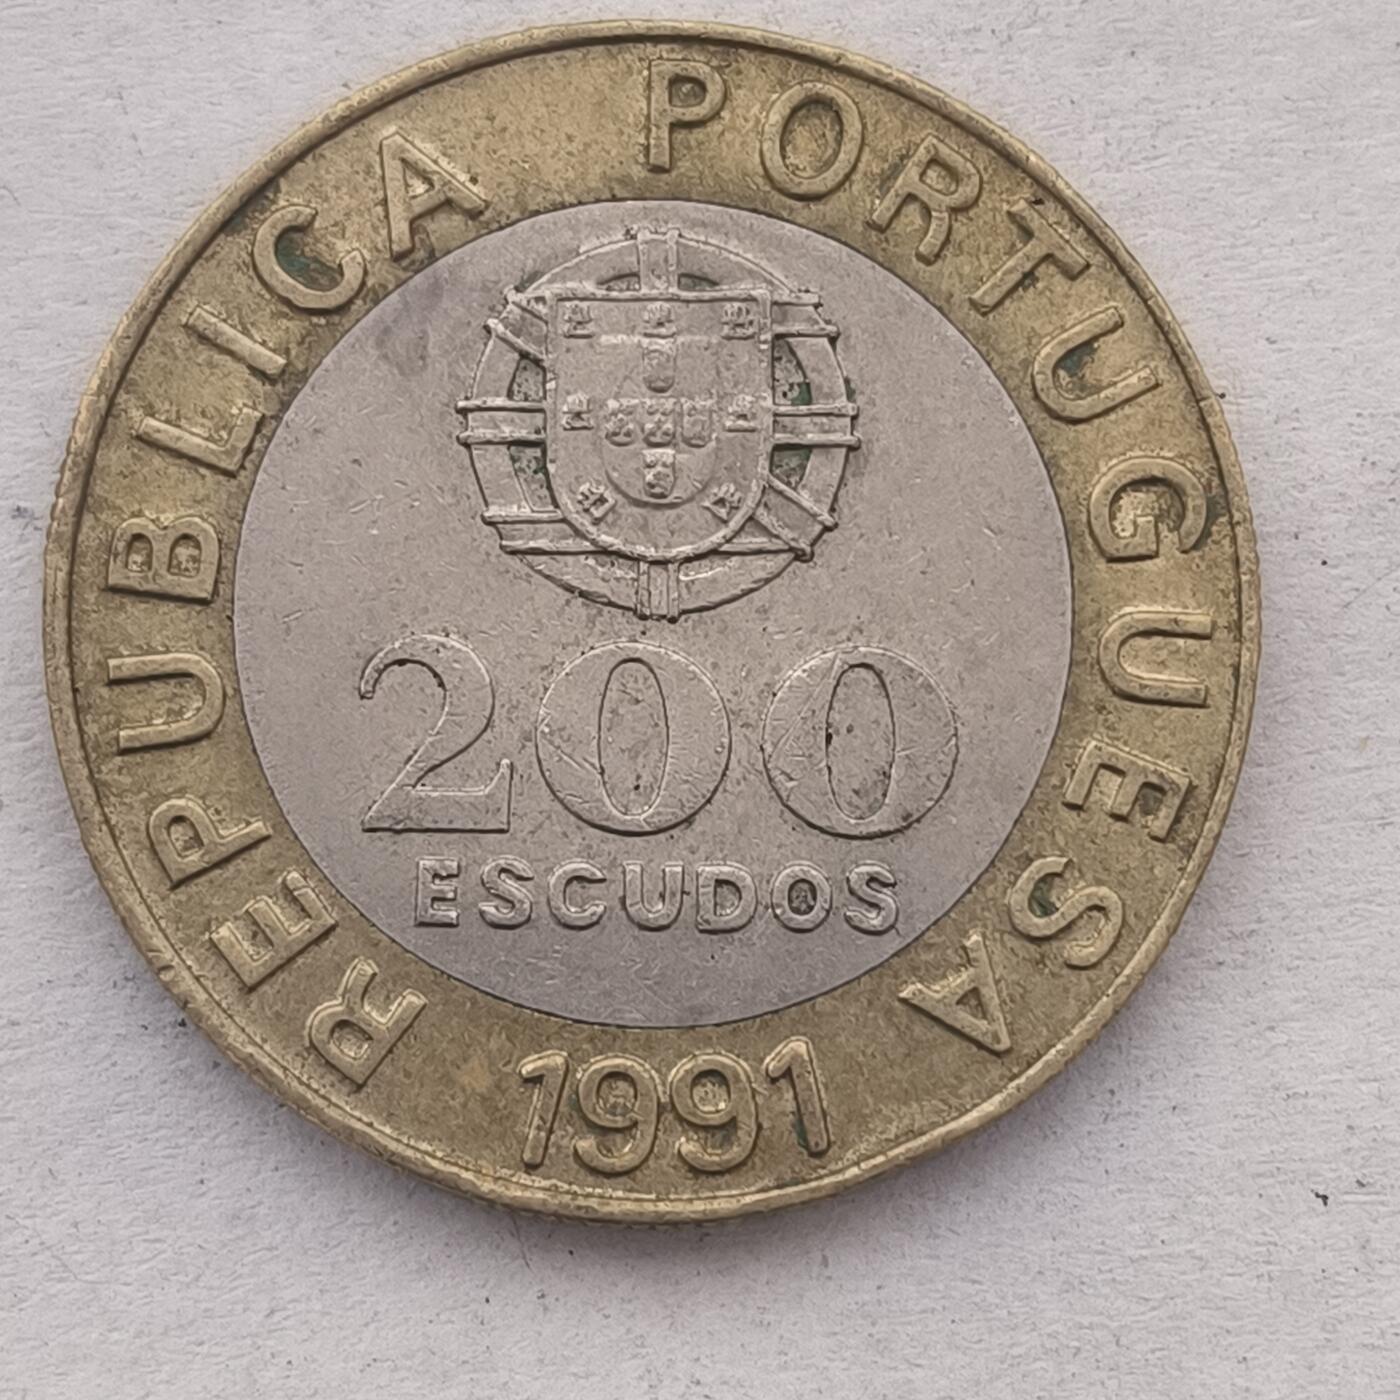 REPUBLICA PORTUGUESA
200
ESCUDOS
1991